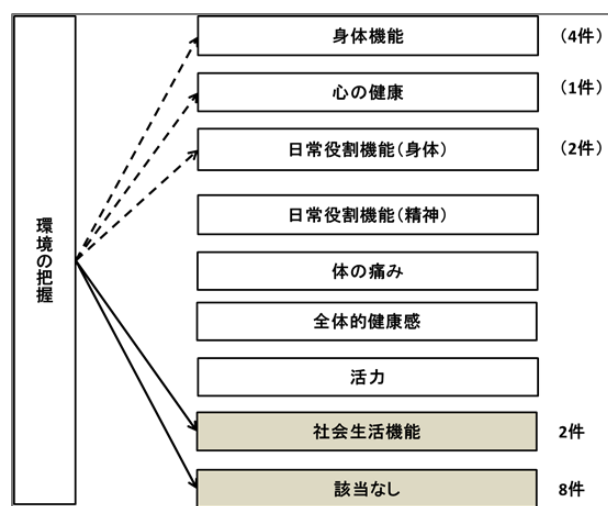 環境の把握
身体機能 （4件）
心の健康 （1件）
日常役割機能（身体） （2件）
日常役割機能（精神）
体の痛み
全体的健康感
活力
社会生活機能 2件
該当なし 8件